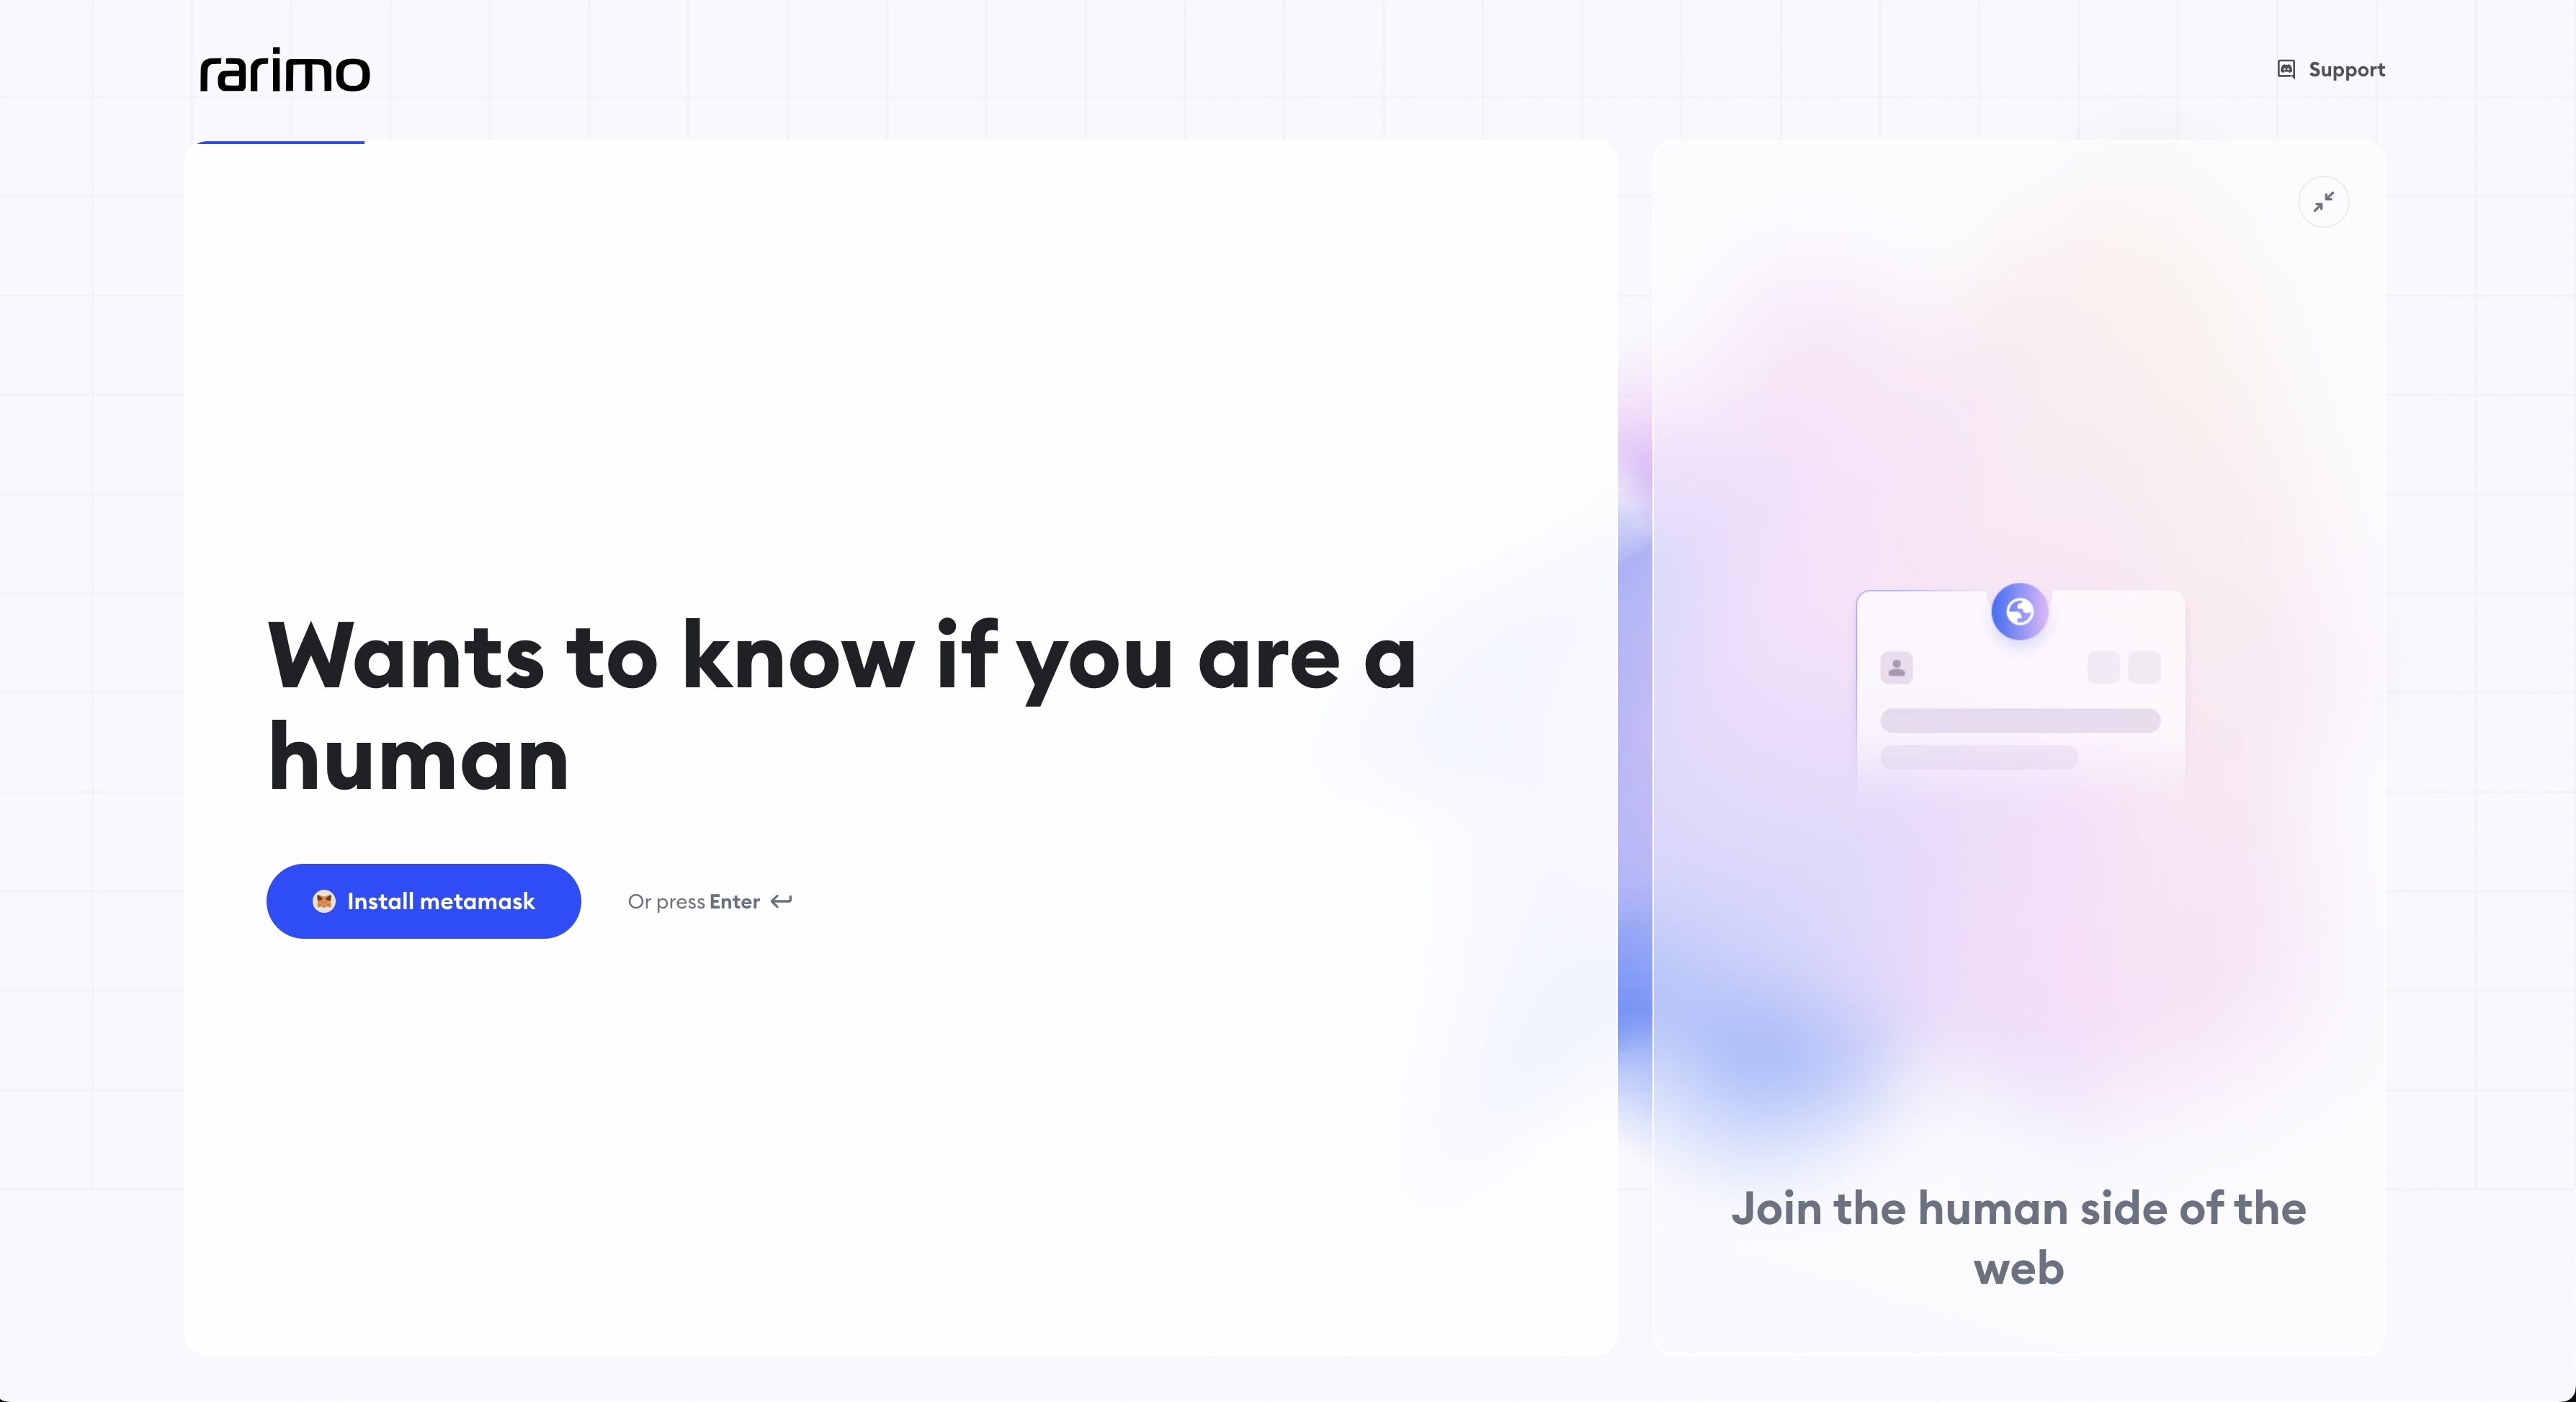 rarimo
Support
Wants to know if you are a
human
Install metamask
Or press Enter
Join the human side of the
web